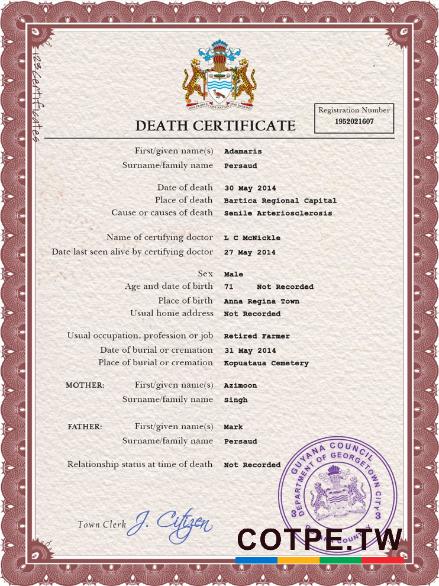 123Certificates
Registration Number
1952021607
DEATH CERTIFICATE
First/given name(s) Adamaris
Surname/family name Persaud
Date of death 30 May 2014
Place of death Bartica Regional Capital
Cause or causes of death Senile Arteriosclerosis
Name of certifying doctor L C McNickle
Date last seen alive by certifying doctor 27 May 2014
Sex Male
Age and date of birth 71 Not Recorded
Place of birth Anna Regina Town
Usual home address Not Recorded
Usual occupation, profession or job Retired Farmer
Date of burial or cremation 31 May 2014
Place of burial or cremation Kopuataua Cemetery
MOTHER: First/given name(s) Azimoon
Surname/family name Singh
FATHER: First/given name(s) Mark
Surname/family name Persaud
Relationship status at time of death Not Recorded
GUYANA COUNCIL
DEPARTMENT OF GEORGETOWN CITY
Town Clerk J. Citizen
COTPE.TW